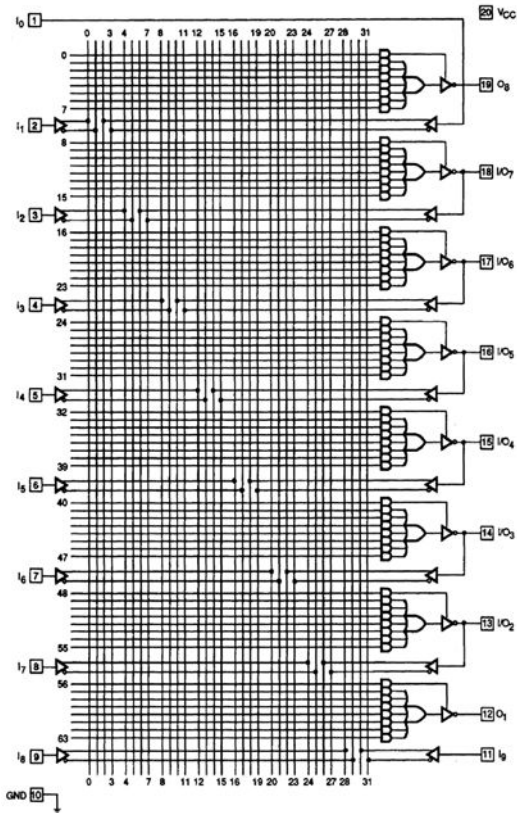 I0 1
20 VCC
0 3 4 7 8 11 12 15 16 19 20 23 24 27 28 31
0
7
19 O8
I1 2
8
15
18 I/O7
I2 3
16
23
17 I/O6
I3 4
24
31
16 I/O5
I4 5
32
39
15 I/O4
I5 6
40
47
14 I/O3
I6 7
48
55
13 I/O2
I7 8
56
63
12 O1
I8 9
11 I9
0 3 4 7 8 11 12 15 16 19 20 23 24 27 28 31
GND 10